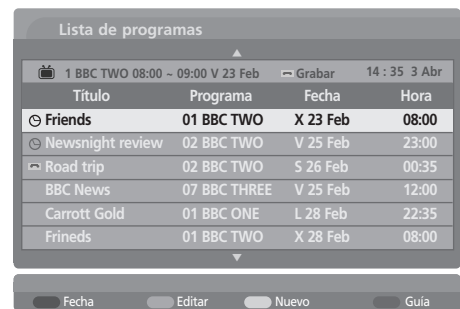 Lista de programas
1 BBC TWO 08:00 ~ 09:00 V 23 Feb Grabar 14 : 35 3 Abr
Título Programa Fecha Hora
Friends 01 BBC TWO X 23 Feb 08:00
Newsnight review 02 BBC TWO V 25 Feb 23:00
Road trip 02 BBC TWO S 26 Feb 00:35
BBC News 07 BBC THREE V 25 Feb 12:00
Carrott Gold 01 BBC ONE L 28 Feb 22:35
Frineds 01 BBC TWO X 28 Feb 08:00
Fecha Editar Nuevo Guía